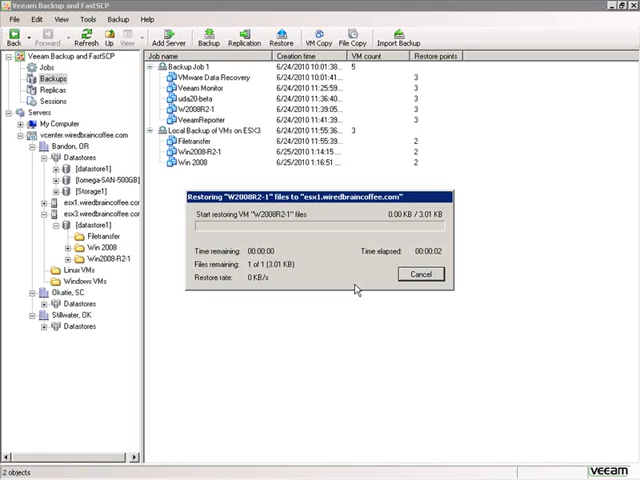 Veeam Backup and FastSCP
File Edit View Tools Backup Help
Back Forward Refresh Up View Add Server Backup Replication Restore VM Copy File Copy Import Backup
Veeam Backup and FastSCP
Jobs
Backups
Replicas
Sessions
Servers
My Computer
vcenter.wiredbraincoffee.com
Bandon, OR
Datastores
[datastore1]
[Iomega-SAN-500GB]
[Storage1]
esx1.wiredbraincoffee.com
esx3.wiredbraincoffee.com
[datastore1]
Filetransfer
Win 2008
Win2008-R2-1
Linux VMs
Windows VMs
Okatie, SC
Datastores
Stillwater, OK
Datastores
Job name Creation time VM count Restore points
Backup Job 1 6/24/2010 10:01:38... 5
VMware Data Recovery 6/24/2010 10:01:41... 3
Veeam Monitor 6/24/2010 11:25:59... 3
uda20-beta 6/24/2010 11:36:40... 3
W2008R2-1 6/24/2010 11:39:05... 3
VeeamReporter 6/24/2010 11:42:39... 3
Local Backup of VMs on ESX3 6/24/2010 11:55:36... 3
Filetransfer 6/24/2010 11:55:39... 2
Win2008-R2-1 6/25/2010 1:14:15... 2
Win 2008 6/25/2010 1:16:51... 2
Restoring "W2008R2-1" files to "esx1.wiredbraincoffee.com"
Start restoring VM "W2008R2-1" files 0.00 KB / 3.01 KB
Time remaining: 00:00:00 Time elapsed: 00:00:02
Files remaining: 1 of 1 (3.01 KB)
Restore rate: 0 KB/s
Cancel
2 objects
veeam